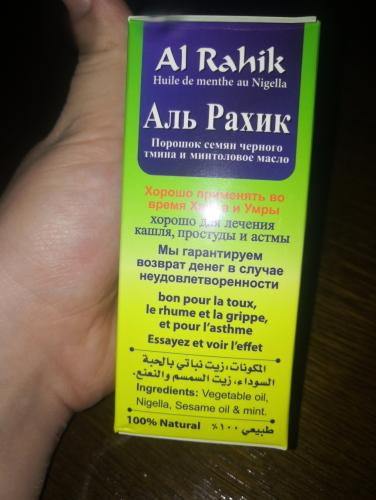 Al Rahik
Huile de menthe au Nigella
Аль Рахик
Порошок семян черного
тмина и минтоловое масло
Хорошо применять во
время Хаджа и Умры
хорошо для лечения
кашля, простуды и астмы
Мы гарантируем
возврат денег в случае
неудовлетворенности
bon pour la toux,
le rhume et la grippe,
et pour l'asthme
Essayez et voir l'effet
المكونات: زيت نباتي بالحبة
السوداء، زيت السمسم والنعنع.
Ingredients: Vegetable oil,
Nigella, Sesame oil & mint.
100% Natural طبيعي ١٠٠٪